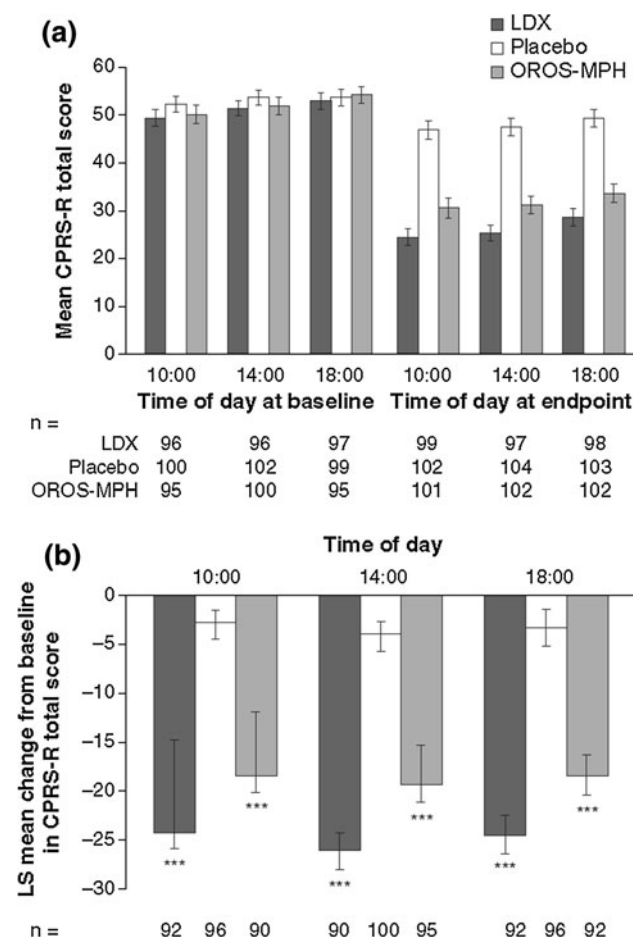 (a)
LDX
Placebo
OROS-MPH
Mean CPRS-R total score
60
50
40
30
20
10
0
10:00 14:00 18:00 10:00 14:00 18:00
Time of day at baseline Time of day at endpoint
n =
LDX 96 96 97 99 97 98
Placebo 100 102 99 102 104 103
OROS-MPH 95 100 95 101 102 102
(b)
Time of day
10:00 14:00 18:00
LS mean change from baseline
in CPRS-R total score
0
−5
−10
−15
−20
−25
−30
*** *** *** *** *** ***
n = 92 96 90 90 100 95 92 96 92